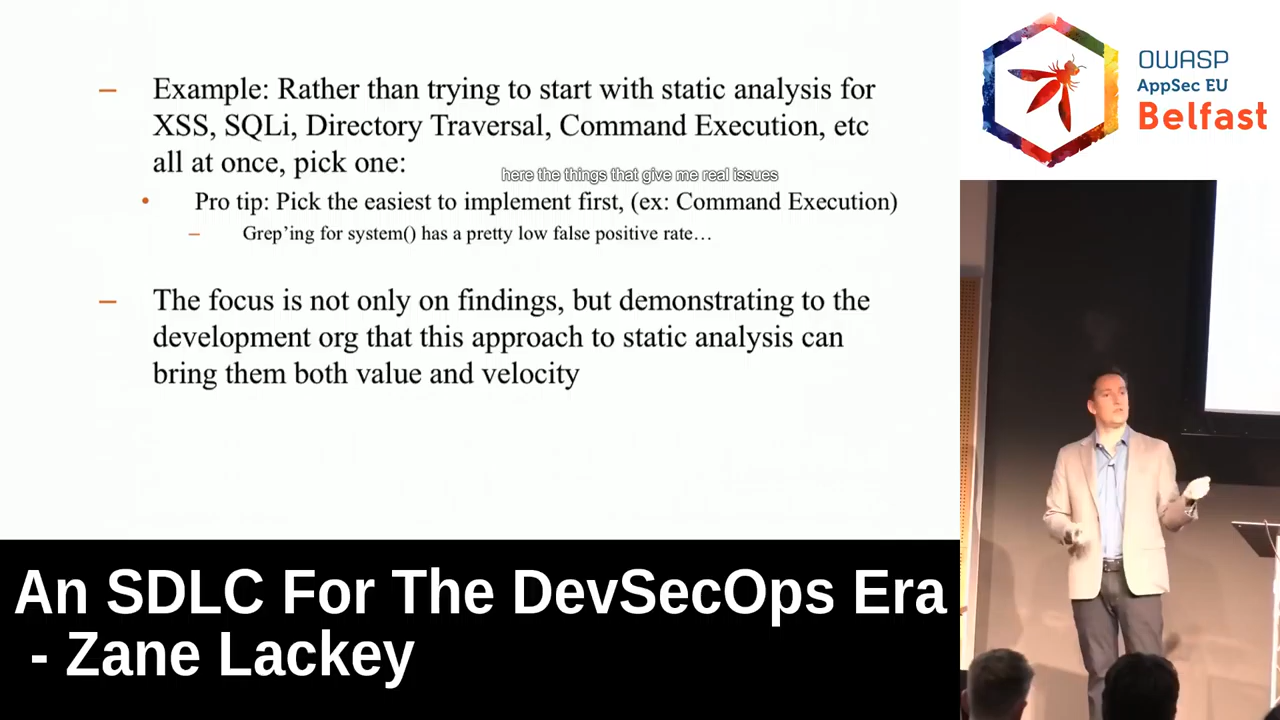 – Example: Rather than trying to start with static analysis for
XSS, SQLi, Directory Traversal, Command Execution, etc
all at once, pick one:
here the things that give me real issues
• Pro tip: Pick the easiest to implement first, (ex: Command Execution)
– Grep’ing for system() has a pretty low false positive rate…
– The focus is not only on findings, but demonstrating to the
development org that this approach to static analysis can
bring them both value and velocity
OWASP
AppSec EU
Belfast
An SDLC For The DevSecOps Era
- Zane Lackey